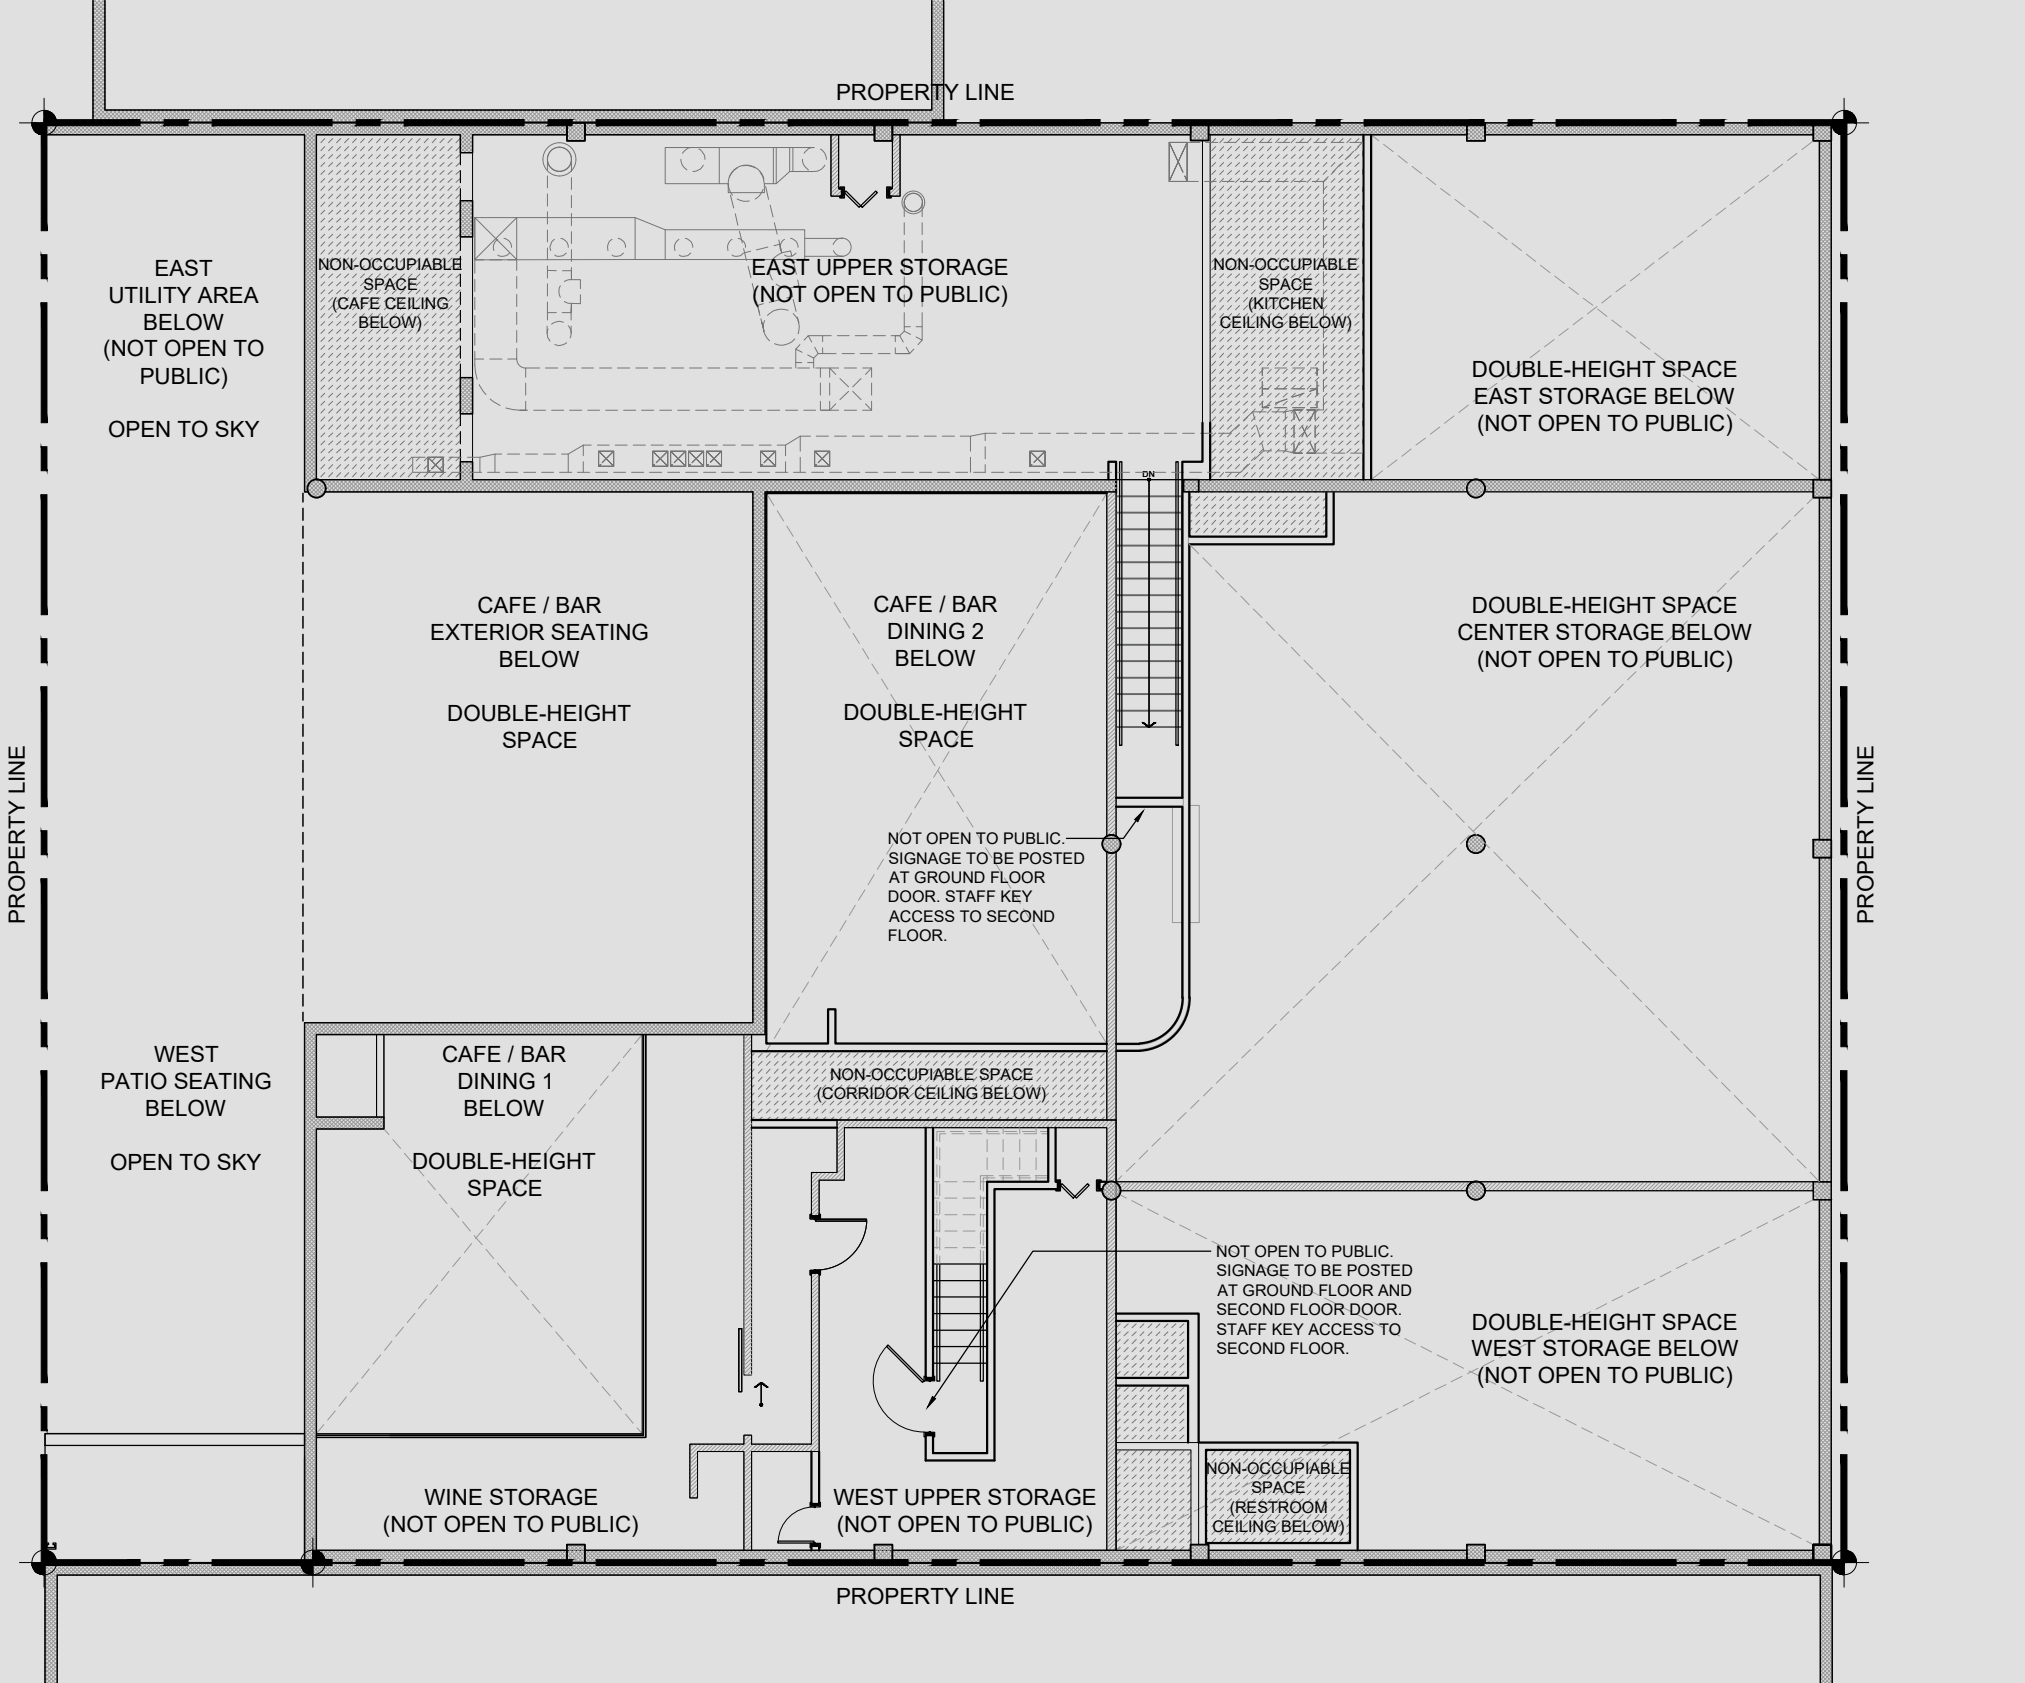 PROPERTY LINE
EAST
UTILITY AREA
BELOW
(NOT OPEN TO
PUBLIC)
OPEN TO SKY
NON-OCCUPIABLE
SPACE
(CAFE CEILING
BELOW)
EAST UPPER STORAGE
(NOT OPEN TO PUBLIC)
NON-OCCUPIABLE
SPACE
(KITCHEN
CEILING BELOW)
DOUBLE-HEIGHT SPACE
EAST STORAGE BELOW
(NOT OPEN TO PUBLIC)
DN
CAFE / BAR
EXTERIOR SEATING
BELOW
DOUBLE-HEIGHT
SPACE
CAFE / BAR
DINING 2
BELOW
DOUBLE-HEIGHT
SPACE
DOUBLE-HEIGHT SPACE
CENTER STORAGE BELOW
(NOT OPEN TO PUBLIC)
PROPERTY LINE
PROPERTY LINE
NOT OPEN TO PUBLIC.
SIGNAGE TO BE POSTED
AT GROUND FLOOR
DOOR. STAFF KEY
ACCESS TO SECOND
FLOOR.
WEST
PATIO SEATING
BELOW
OPEN TO SKY
CAFE / BAR
DINING 1
BELOW
DOUBLE-HEIGHT
SPACE
NON-OCCUPIABLE SPACE
(CORRIDOR CEILING BELOW)
NOT OPEN TO PUBLIC.
SIGNAGE TO BE POSTED
AT GROUND FLOOR AND
SECOND FLOOR DOOR.
STAFF KEY ACCESS TO
SECOND FLOOR.
DOUBLE-HEIGHT SPACE
WEST STORAGE BELOW
(NOT OPEN TO PUBLIC)
WINE STORAGE
(NOT OPEN TO PUBLIC)
WEST UPPER STORAGE
(NOT OPEN TO PUBLIC)
NON-OCCUPIABLE
SPACE
(RESTROOM
CEILING BELOW)
PROPERTY LINE